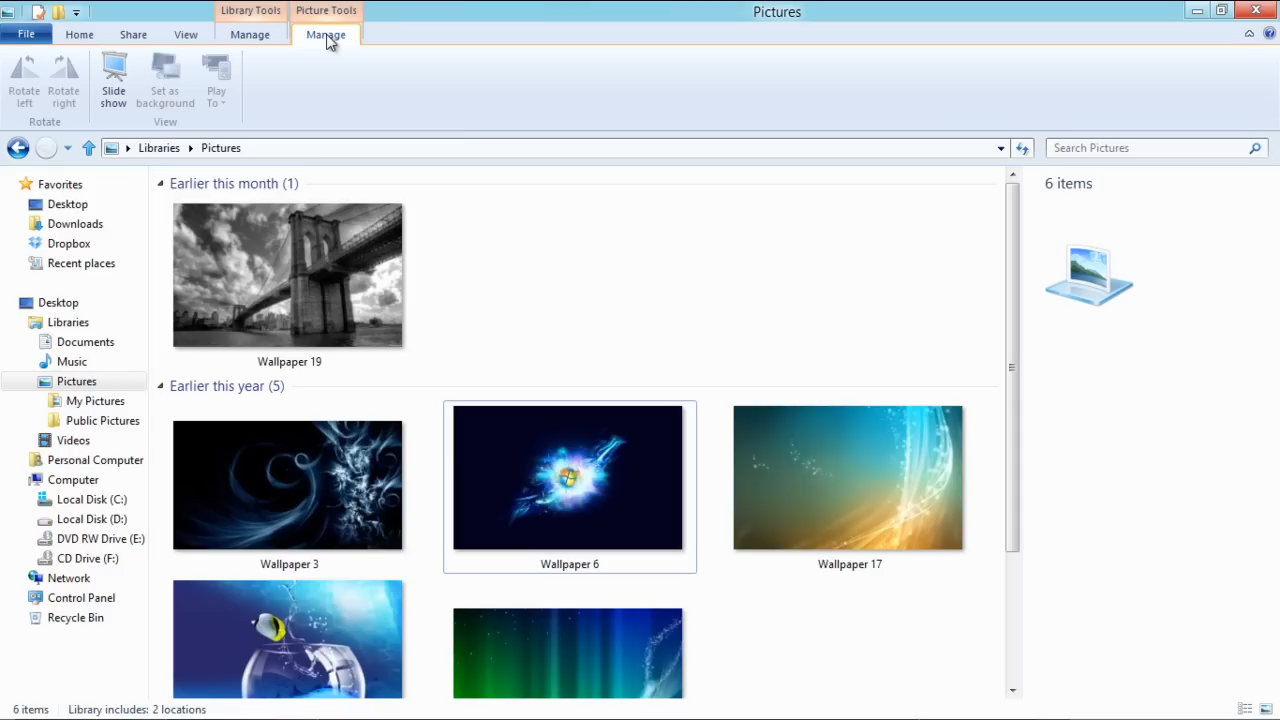 Library Tools Picture Tools Pictures
File Home Share View Manage Manage
Rotate left
Rotate right
Slide show
Set as background
Play To
Rotate View
Libraries Pictures Search Pictures
Favorites
Desktop
Downloads
Dropbox
Recent places
Desktop
Libraries
Documents
Music
Pictures
My Pictures
Public Pictures
Videos
Personal Computer
Computer
Local Disk (C:)
Local Disk (D:)
DVD RW Drive (E:)
CD Drive (F:)
Network
Control Panel
Recycle Bin
Earlier this month (1)
Wallpaper 19
Earlier this year (5)
Wallpaper 3 Wallpaper 6 Wallpaper 17
6 items
6 items Library includes: 2 locations